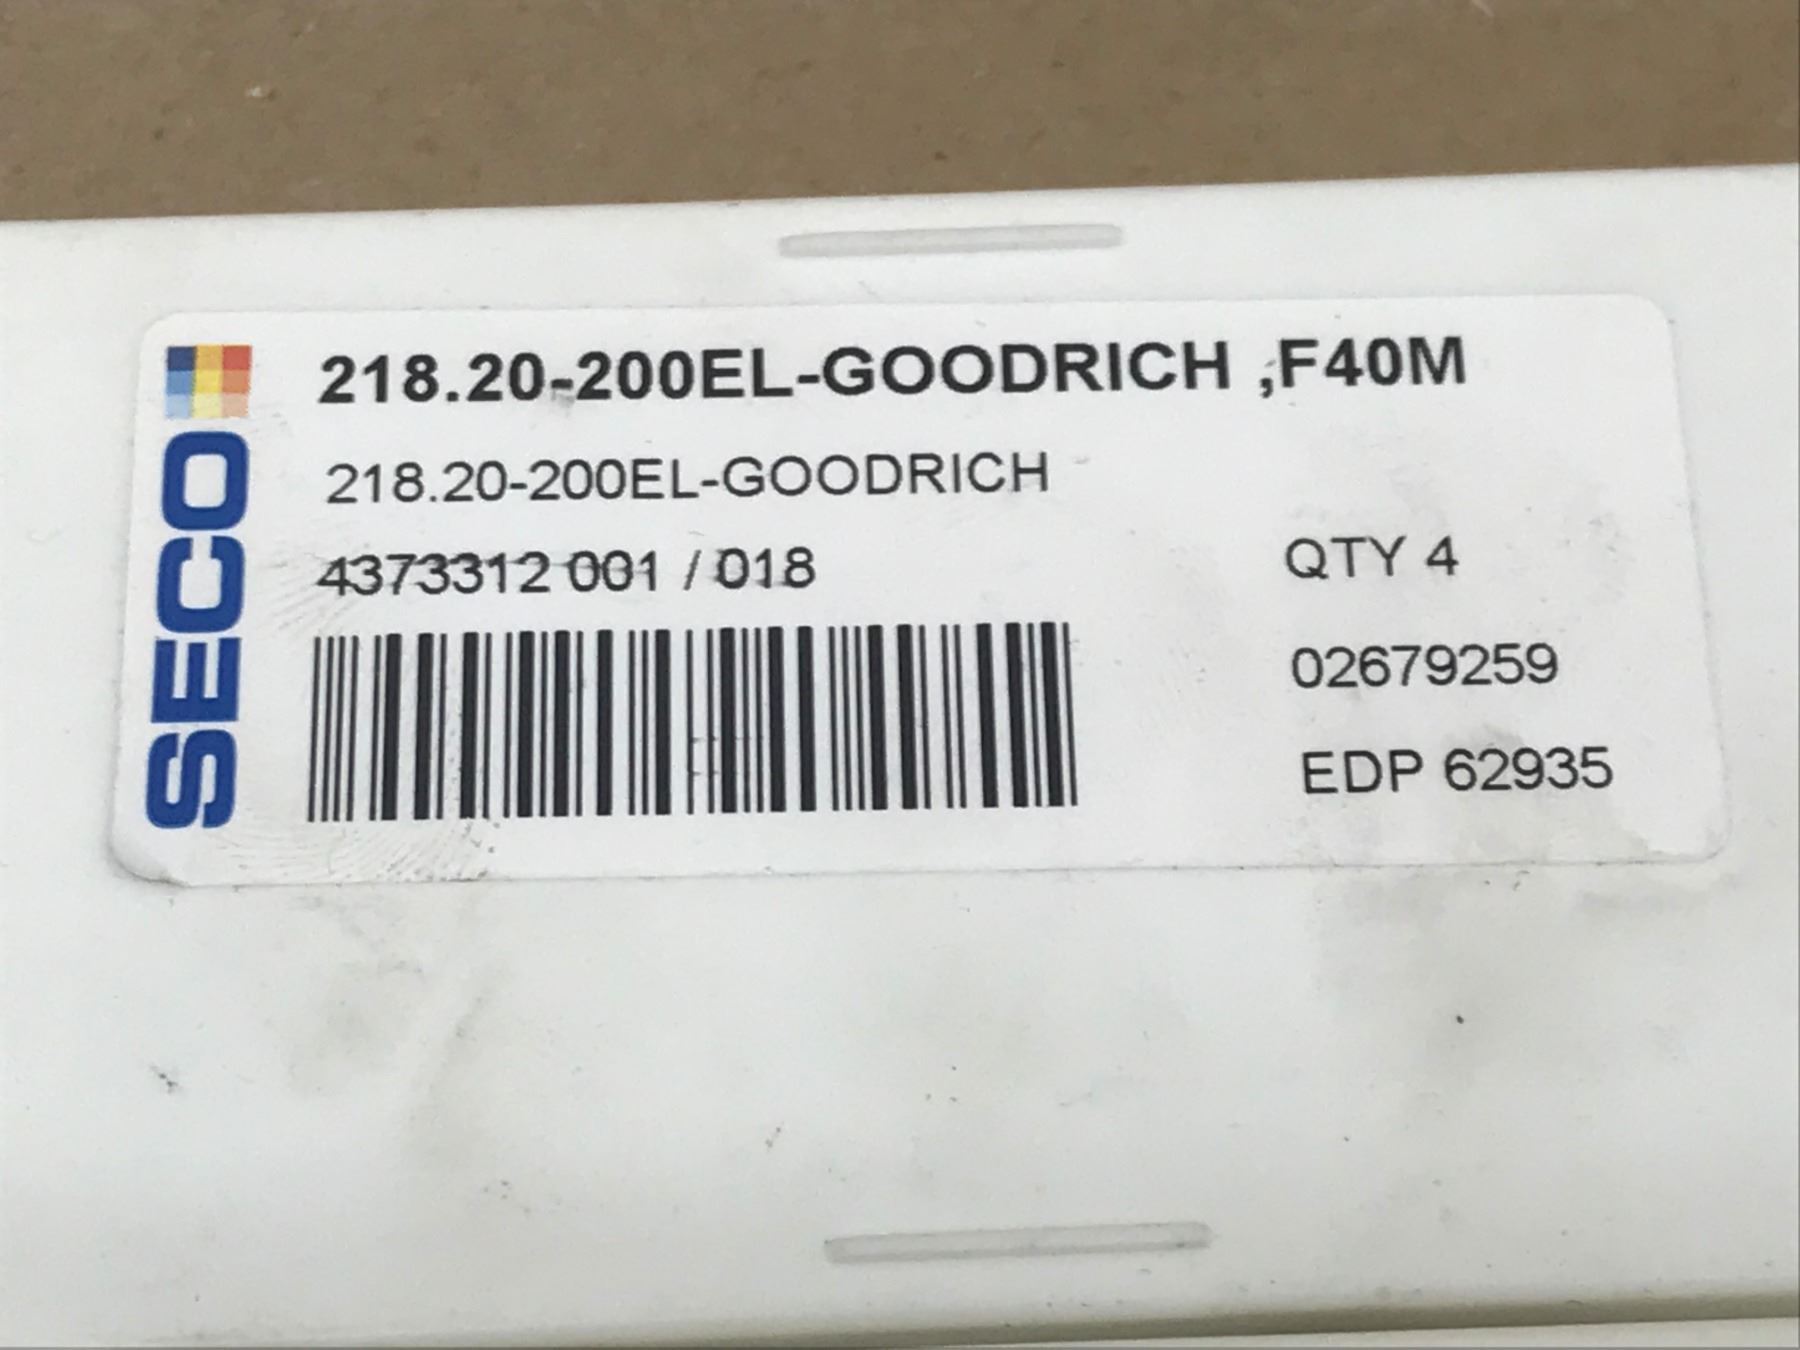 SECO
218.20-200EL-GOODRICH ,F40M
218.20-200EL-GOODRICH
4373312 001 / 018
QTY 4
02679259
EDP 62935